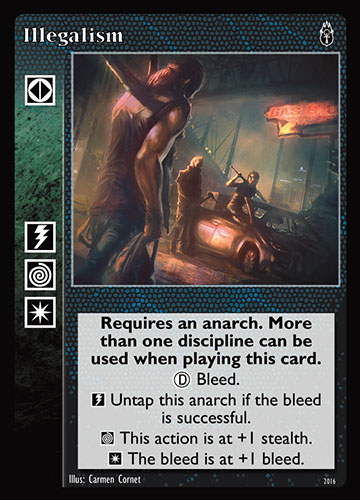 Illegalism
Requires an anarch. More
than one discipline can be
used when playing this card.
Ⓓ Bleed.
Untap this anarch if the bleed
is successful.
This action is at +1 stealth.
The bleed is at +1 bleed.
Illus: Carmen Cornet
2016